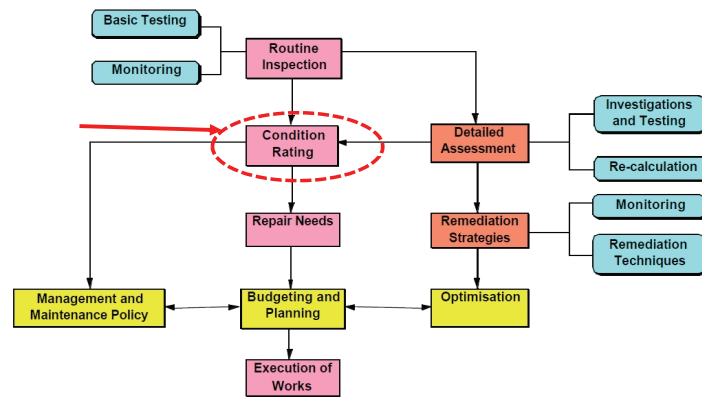 Basic Testing
Monitoring
Routine
Inspection
Condition
Rating
Detailed
Assessment
Investigations
and Testing
Re-calculation
Repair Needs
Remediation
Strategies
Monitoring
Remediation
Techniques
Management and
Maintenance Policy
Budgeting and
Planning
Optimisation
Execution of
Works